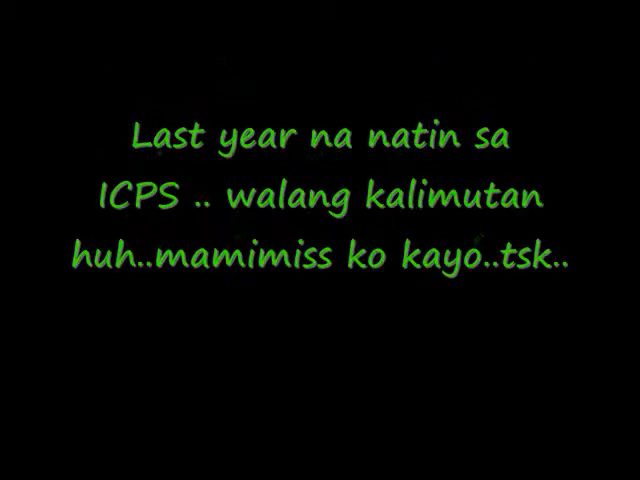 Last year na natin sa
ICPS .. walang kalimutan
huh..mamimiss ko kayo..tsk..